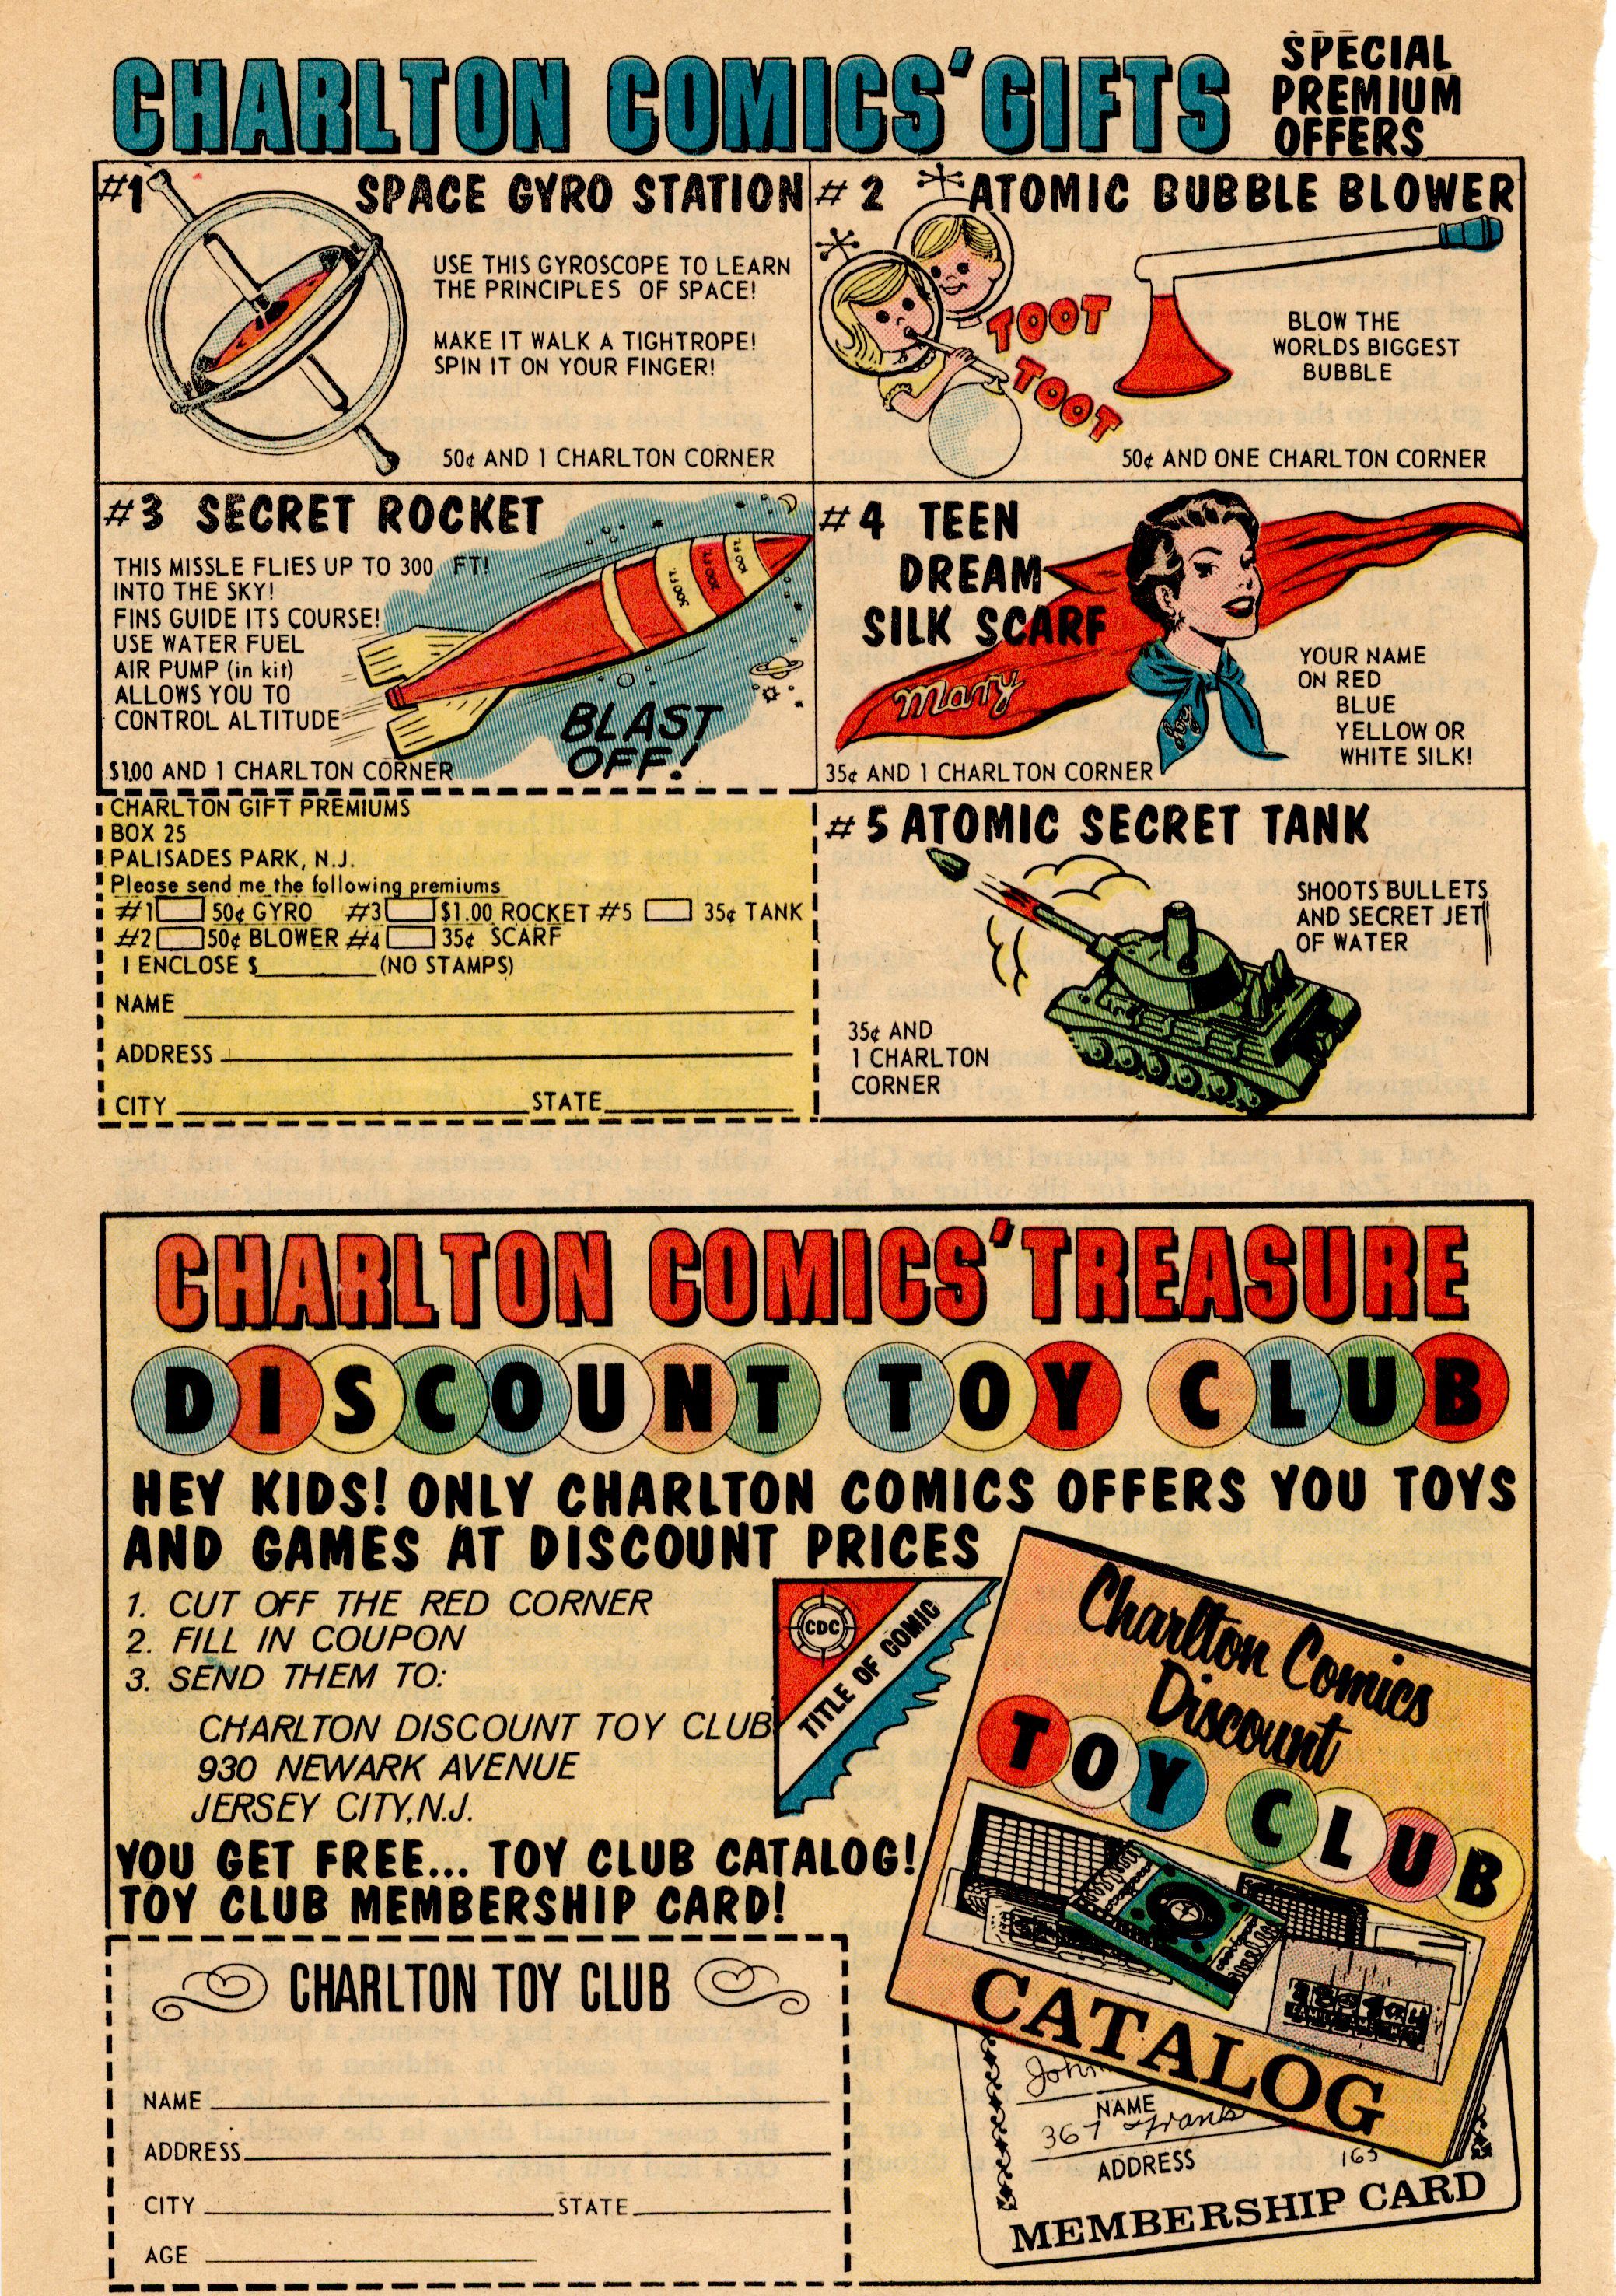 CHARLTON COMICS' GIFTS
SPECIAL
PREMIUM
OFFERS
#1 SPACE GYRO STATION
USE THIS GYROSCOPE TO LEARN
THE PRINCIPLES OF SPACE!
MAKE IT WALK A TIGHTROPE!
SPIN IT ON YOUR FINGER!
50¢ AND 1 CHARLTON CORNER
#2 ATOMIC BUBBLE BLOWER
TOOT
TOOT
BLOW THE
WORLDS BIGGEST
BUBBLE
50¢ AND ONE CHARLTON CORNER
#3 SECRET ROCKET
THIS MISSLE FLIES UP TO 300 FT!
INTO THE SKY!
FINS GUIDE ITS COURSE!
USE WATER FUEL
AIR PUMP (in kit)
ALLOWS YOU TO
CONTROL ALTITUDE
300 FT.
200 FT.
100 FT.
BLAST
OFF!
$1.00 AND 1 CHARLTON CORNER
#4 TEEN
DREAM
SILK SCARF
Mary
Joy
YOUR NAME
ON RED
BLUE
YELLOW OR
WHITE SILK!
35¢ AND 1 CHARLTON CORNER
CHARLTON GIFT PREMIUMS
BOX 25
PALISADES PARK, N.J.
Please send me the following premiums
#1 50¢ GYRO #3 $1.00 ROCKET #5 35¢ TANK
#2 50¢ BLOWER #4 35¢ SCARF
I ENCLOSE $ (NO STAMPS)
NAME
ADDRESS
CITY STATE
#5 ATOMIC SECRET TANK
SHOOTS BULLETS
AND SECRET JET
OF WATER
35¢ AND
1 CHARLTON
CORNER
CHARLTON COMICS' TREASURE
DISCOUNT TOY CLUB
HEY KIDS! ONLY CHARLTON COMICS OFFERS YOU TOYS
AND GAMES AT DISCOUNT PRICES
1. CUT OFF THE RED CORNER
2. FILL IN COUPON
3. SEND THEM TO:
CHARLTON DISCOUNT TOY CLUB
930 NEWARK AVENUE
JERSEY CITY, N.J.
CDC
TITLE OF COMIC
YOU GET FREE... TOY CLUB CATALOG!
TOY CLUB MEMBERSHIP CARD!
Charlton Comics
Discount
TOY CLUB
CATALOG
John
NAME
367 Frank
ADDRESS
163
MEMBERSHIP CARD
CHARLTON TOY CLUB
NAME
ADDRESS
CITY STATE
AGE